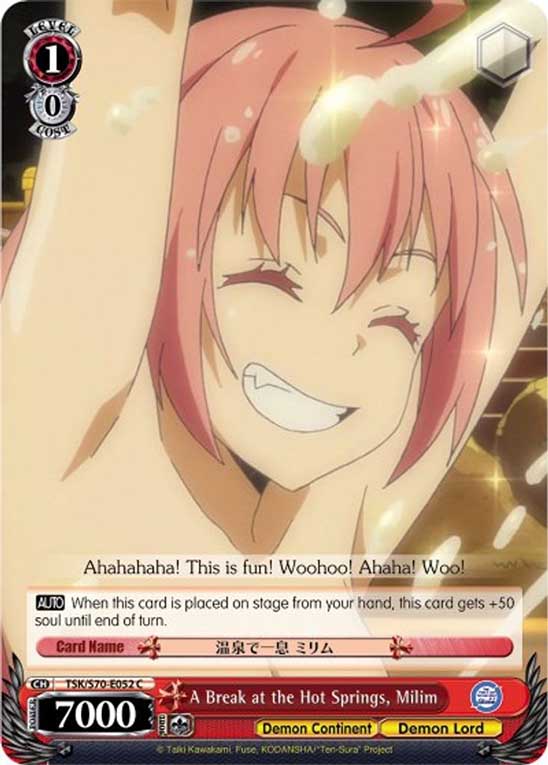 LEVEL
1
0
COST
Ahahahaha! This is fun! Woohoo! Ahaha! Woo!
AUTO When this card is placed on stage from your hand, this card gets +50
soul until end of turn.
Card Name 温泉で一息 ミリム
CH TSK/S70-E052 C
A Break at the Hot Springs, Milim
POWER 7000
Demon Continent Demon Lord
© Taiki Kawakami, Fuse, KODANSHA/"Ten-Sura" Project